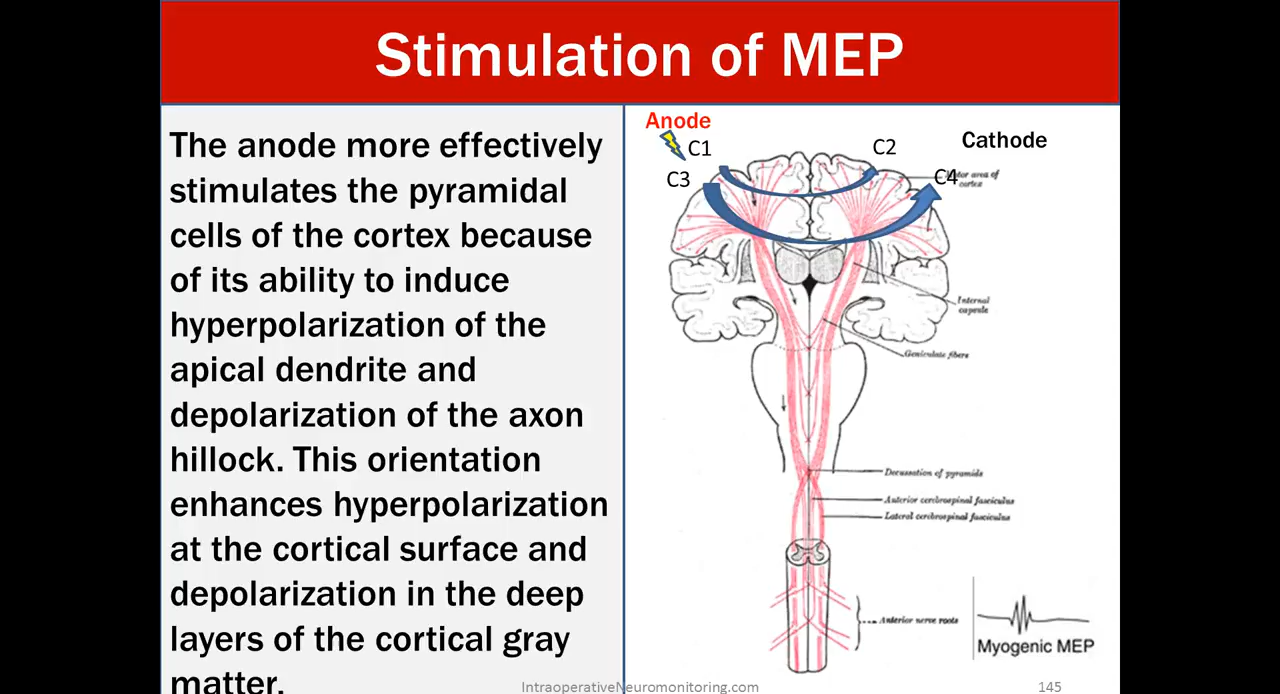 Stimulation of MEP
The anode more effectively
stimulates the pyramidal
cells of the cortex because
of its ability to induce
hyperpolarization of the
apical dendrite and
depolarization of the axon
hillock. This orientation
enhances hyperpolarization
at the cortical surface and
depolarization in the deep
layers of the cortical gray
matter.
Anode
C1
C2
Cathode
C3
C4
area of
cortex
Internal
capsule
Geniculate fibres
Decussation of pyramids
Anterior cerebrospinal fasciculus
Lateral cerebrospinal fasciculus
Anterior nerve roots
Myogenic MEP
IntraoperativeNeuromonitoring.com
145